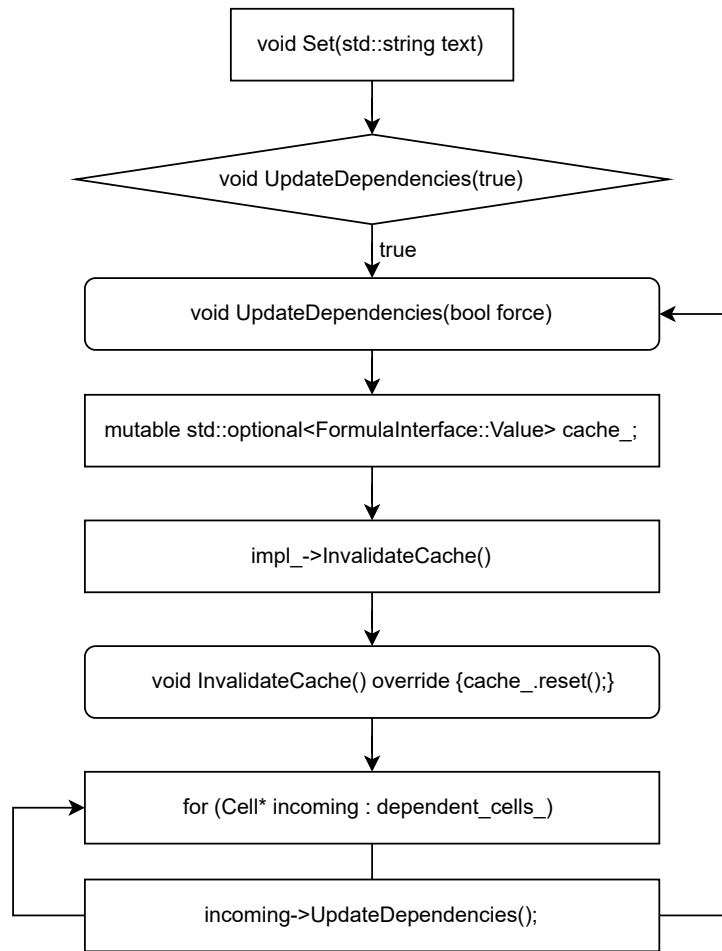 void Set(std::string text)
void UpdateDependencies(true)
true
void UpdateDependencies(bool force)
mutable std::optional<FormulaInterface::Value> cache_;
impl_->InvalidateCache()
void InvalidateCache() override {cache_.reset();}
for (Cell* incoming : dependent_cells_)
incoming->UpdateDependencies();